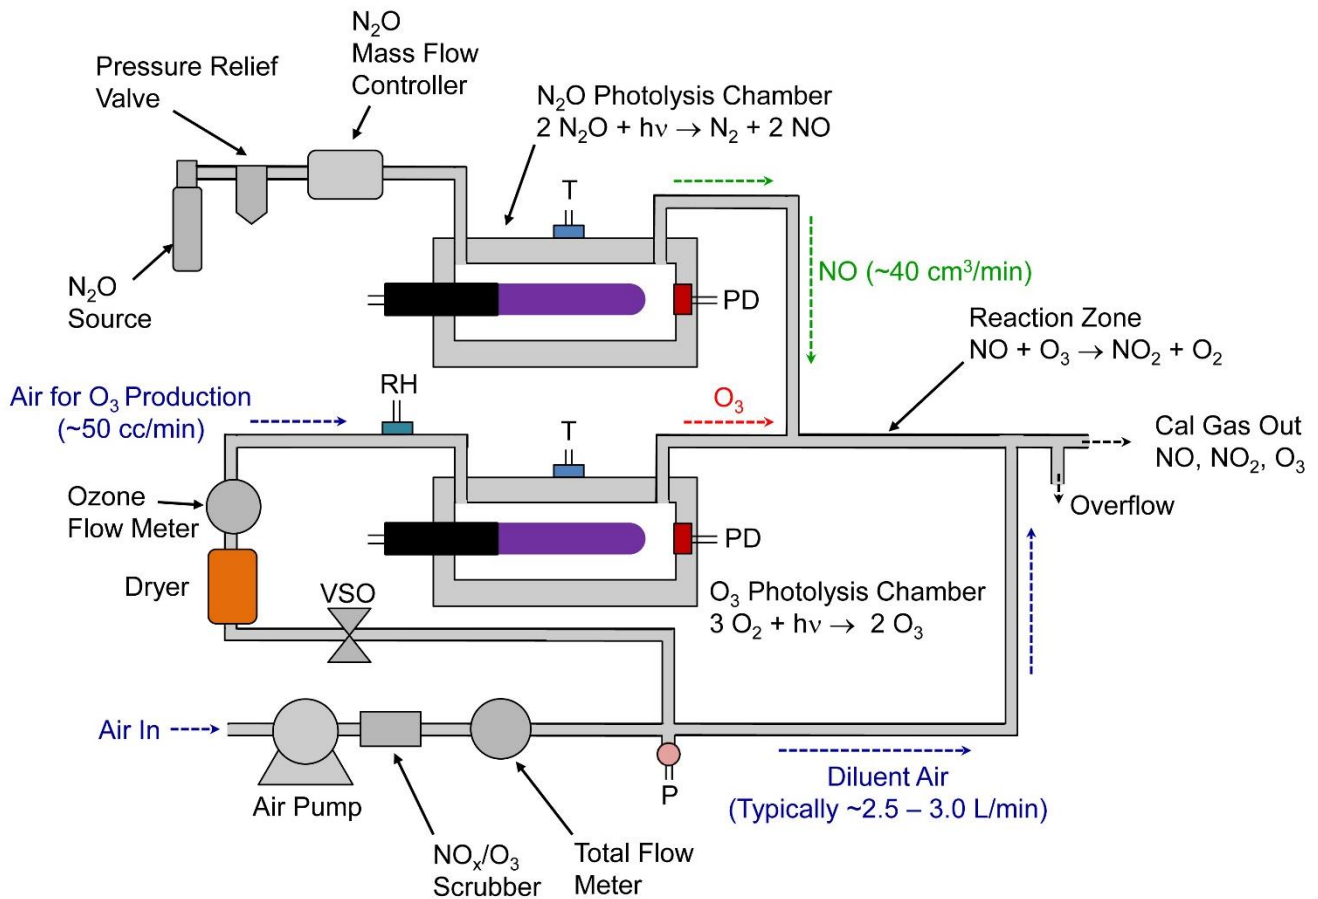 N₂O
Mass Flow
Controller
Pressure Relief
Valve
N₂O Photolysis Chamber
2 N₂O + hν → N₂ + 2 NO
T
NO (~40 cm³/min)
N₂O
Source
PD
Reaction Zone
NO + O₃ → NO₂ + O₂
RH
Air for O₃ Production
(~50 cc/min)
O₃
T
Cal Gas Out
NO, NO₂, O₃
Ozone
Flow Meter
Overflow
PD
Dryer
VSO
O₃ Photolysis Chamber
3 O₂ + hν → 2 O₃
Air In
P
Diluent Air
(Typically ~2.5 – 3.0 L/min)
Air Pump
NOₓ/O₃
Scrubber
Total Flow
Meter